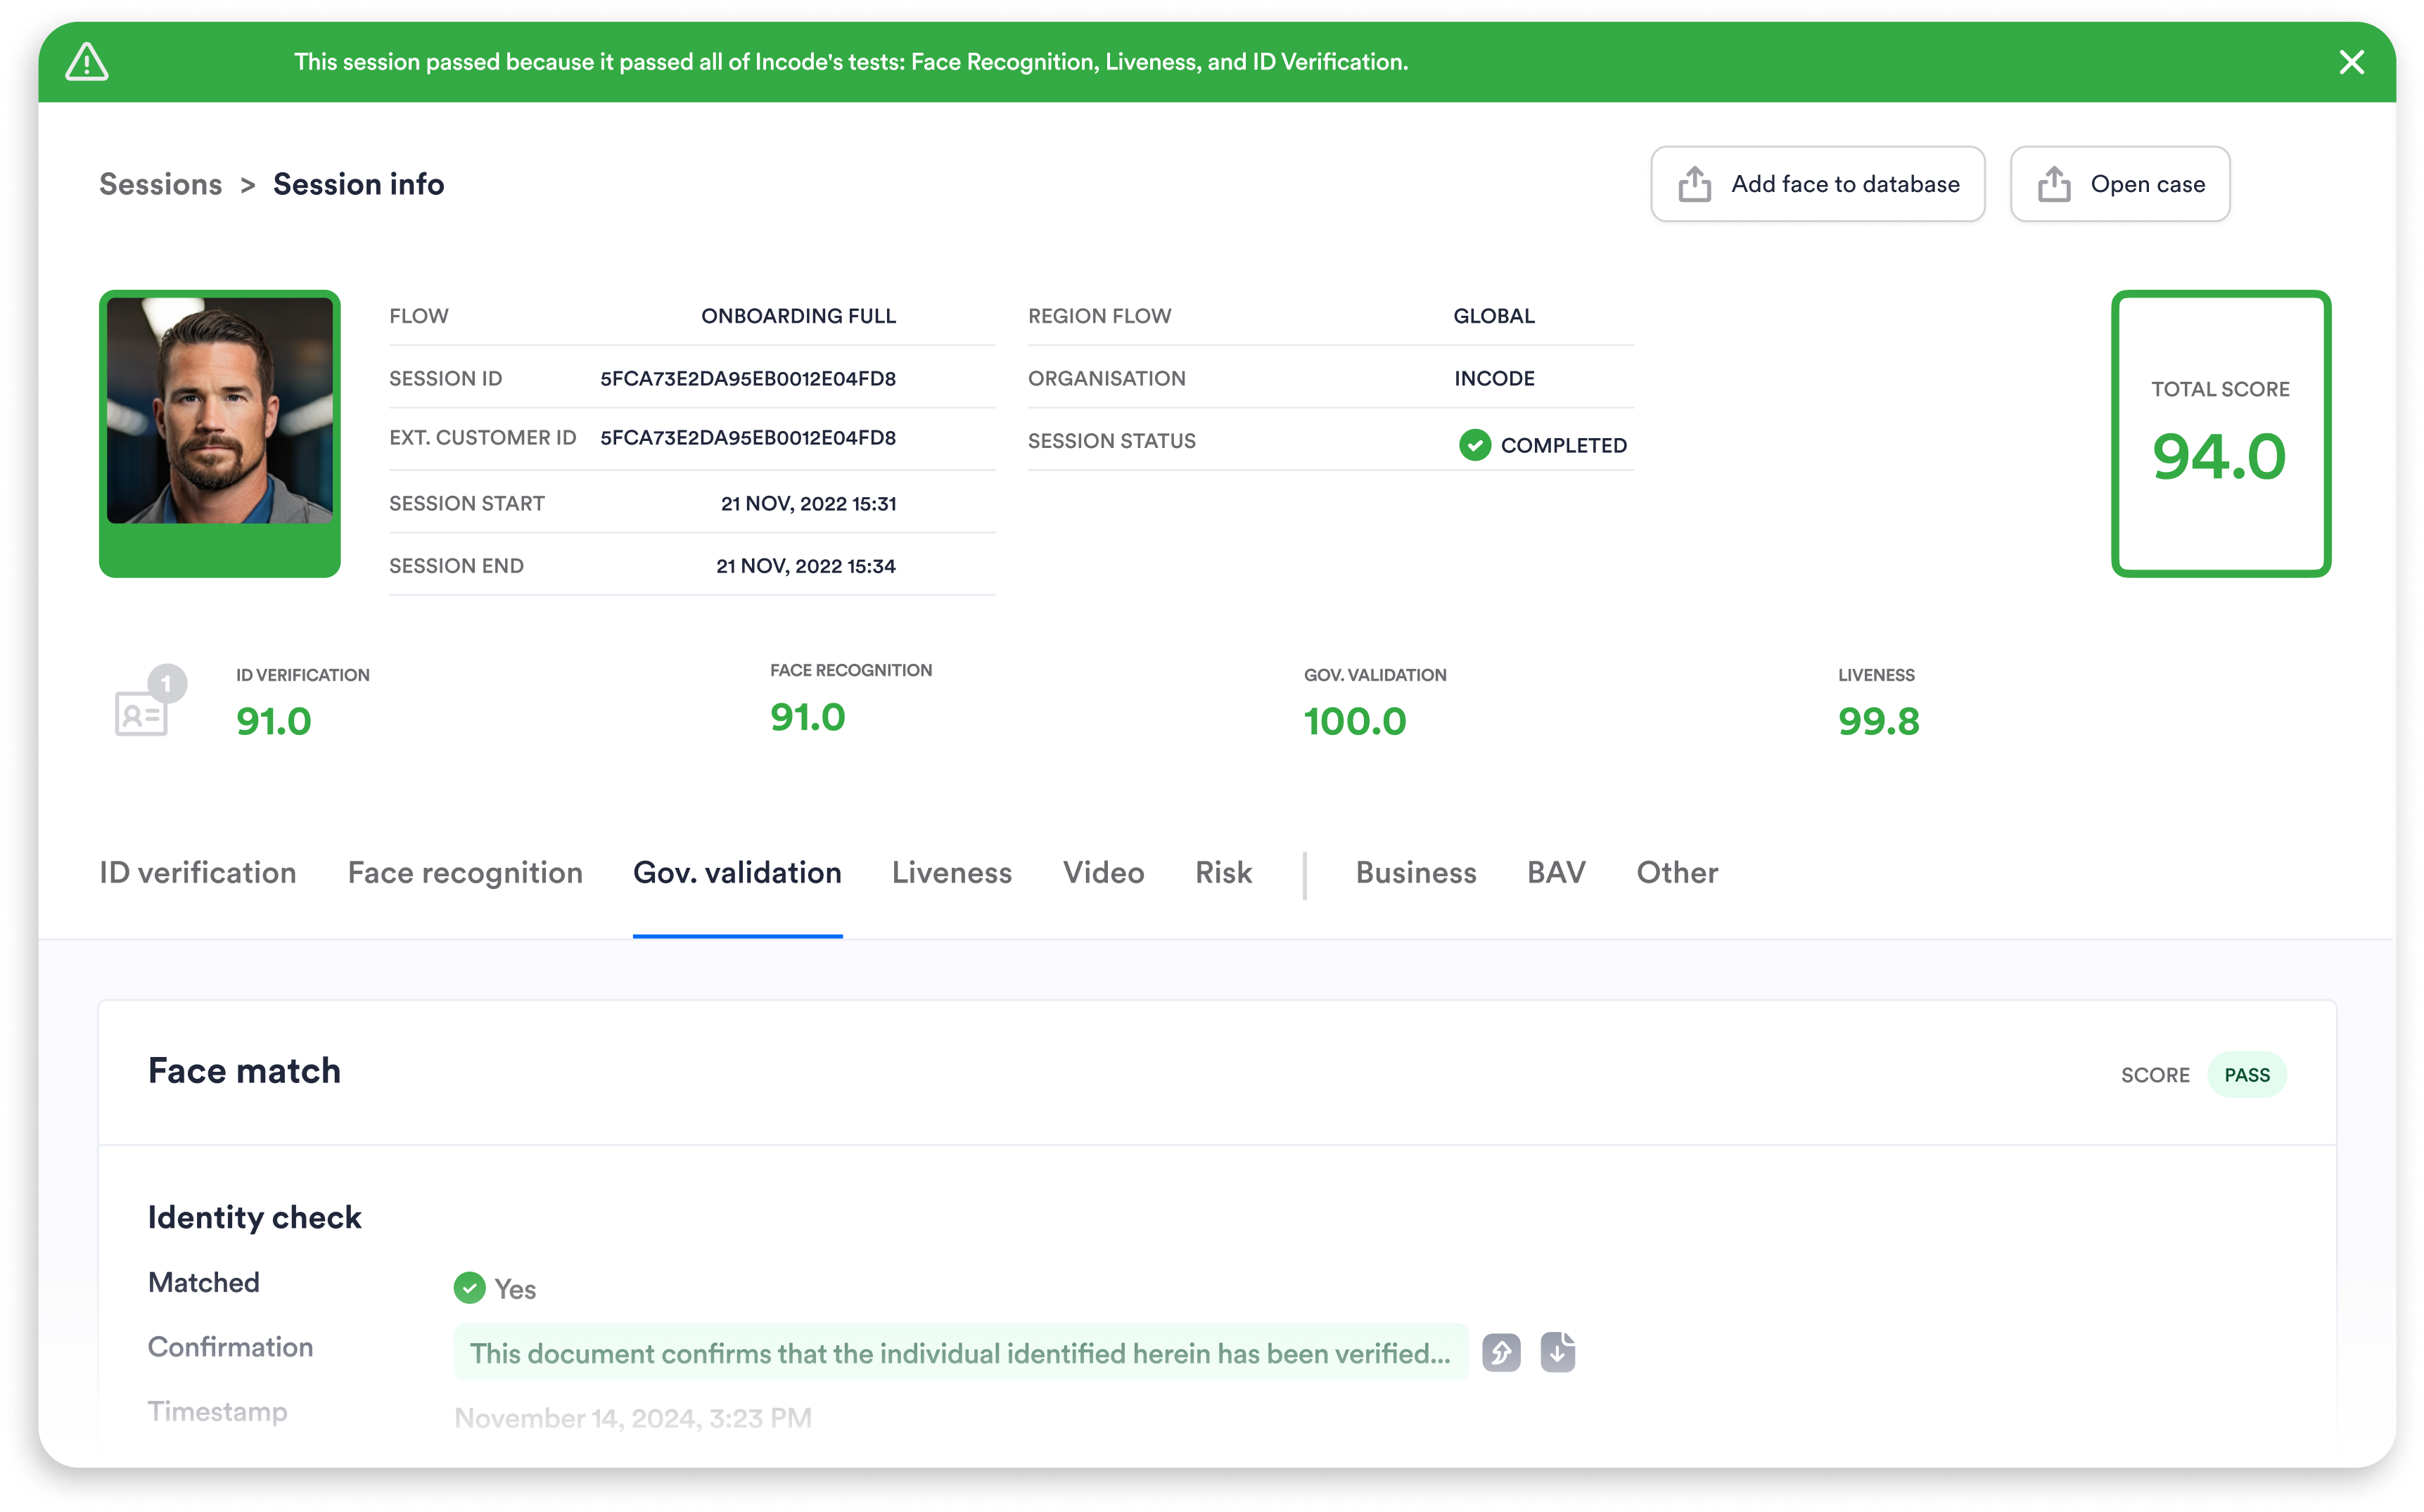 This session passed because it passed all of Incode's tests: Face Recognition, Liveness, and ID Verification.
Sessions > Session info
Add face to database
Open case
FLOW ONBOARDING FULL
SESSION ID 5FCA73E2DA95EB0012E04FD8
EXT. CUSTOMER ID 5FCA73E2DA95EB0012E04FD8
SESSION START 21 NOV, 2022 15:31
SESSION END 21 NOV, 2022 15:34
REGION FLOW GLOBAL
ORGANISATION INCODE
SESSION STATUS COMPLETED
TOTAL SCORE
94.0
1
ID VERIFICATION
91.0
FACE RECOGNITION
91.0
GOV. VALIDATION
100.0
LIVENESS
99.8
ID verification Face recognition Gov. validation Liveness Video Risk Business BAV Other
Face match
SCORE PASS
Identity check
Matched Yes
Confirmation This document confirms that the individual identified herein has been verified...
Timestamp November 14, 2024, 3:23 PM